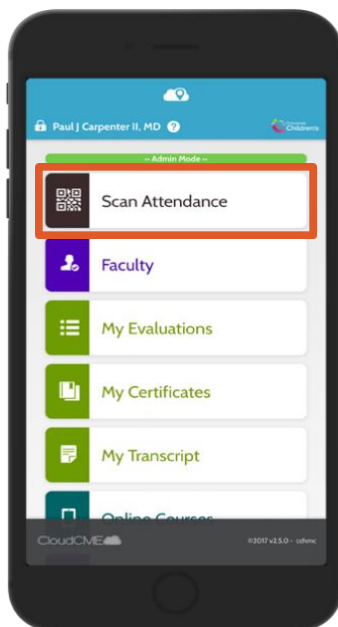 Paul J Carpenter II, MD ?
Children's
-- Admin Mode --
Scan Attendance
Faculty
My Evaluations
My Certificates
My Transcript
Online Courses
CloudCME
©2017 v2.5.0 - cchmc